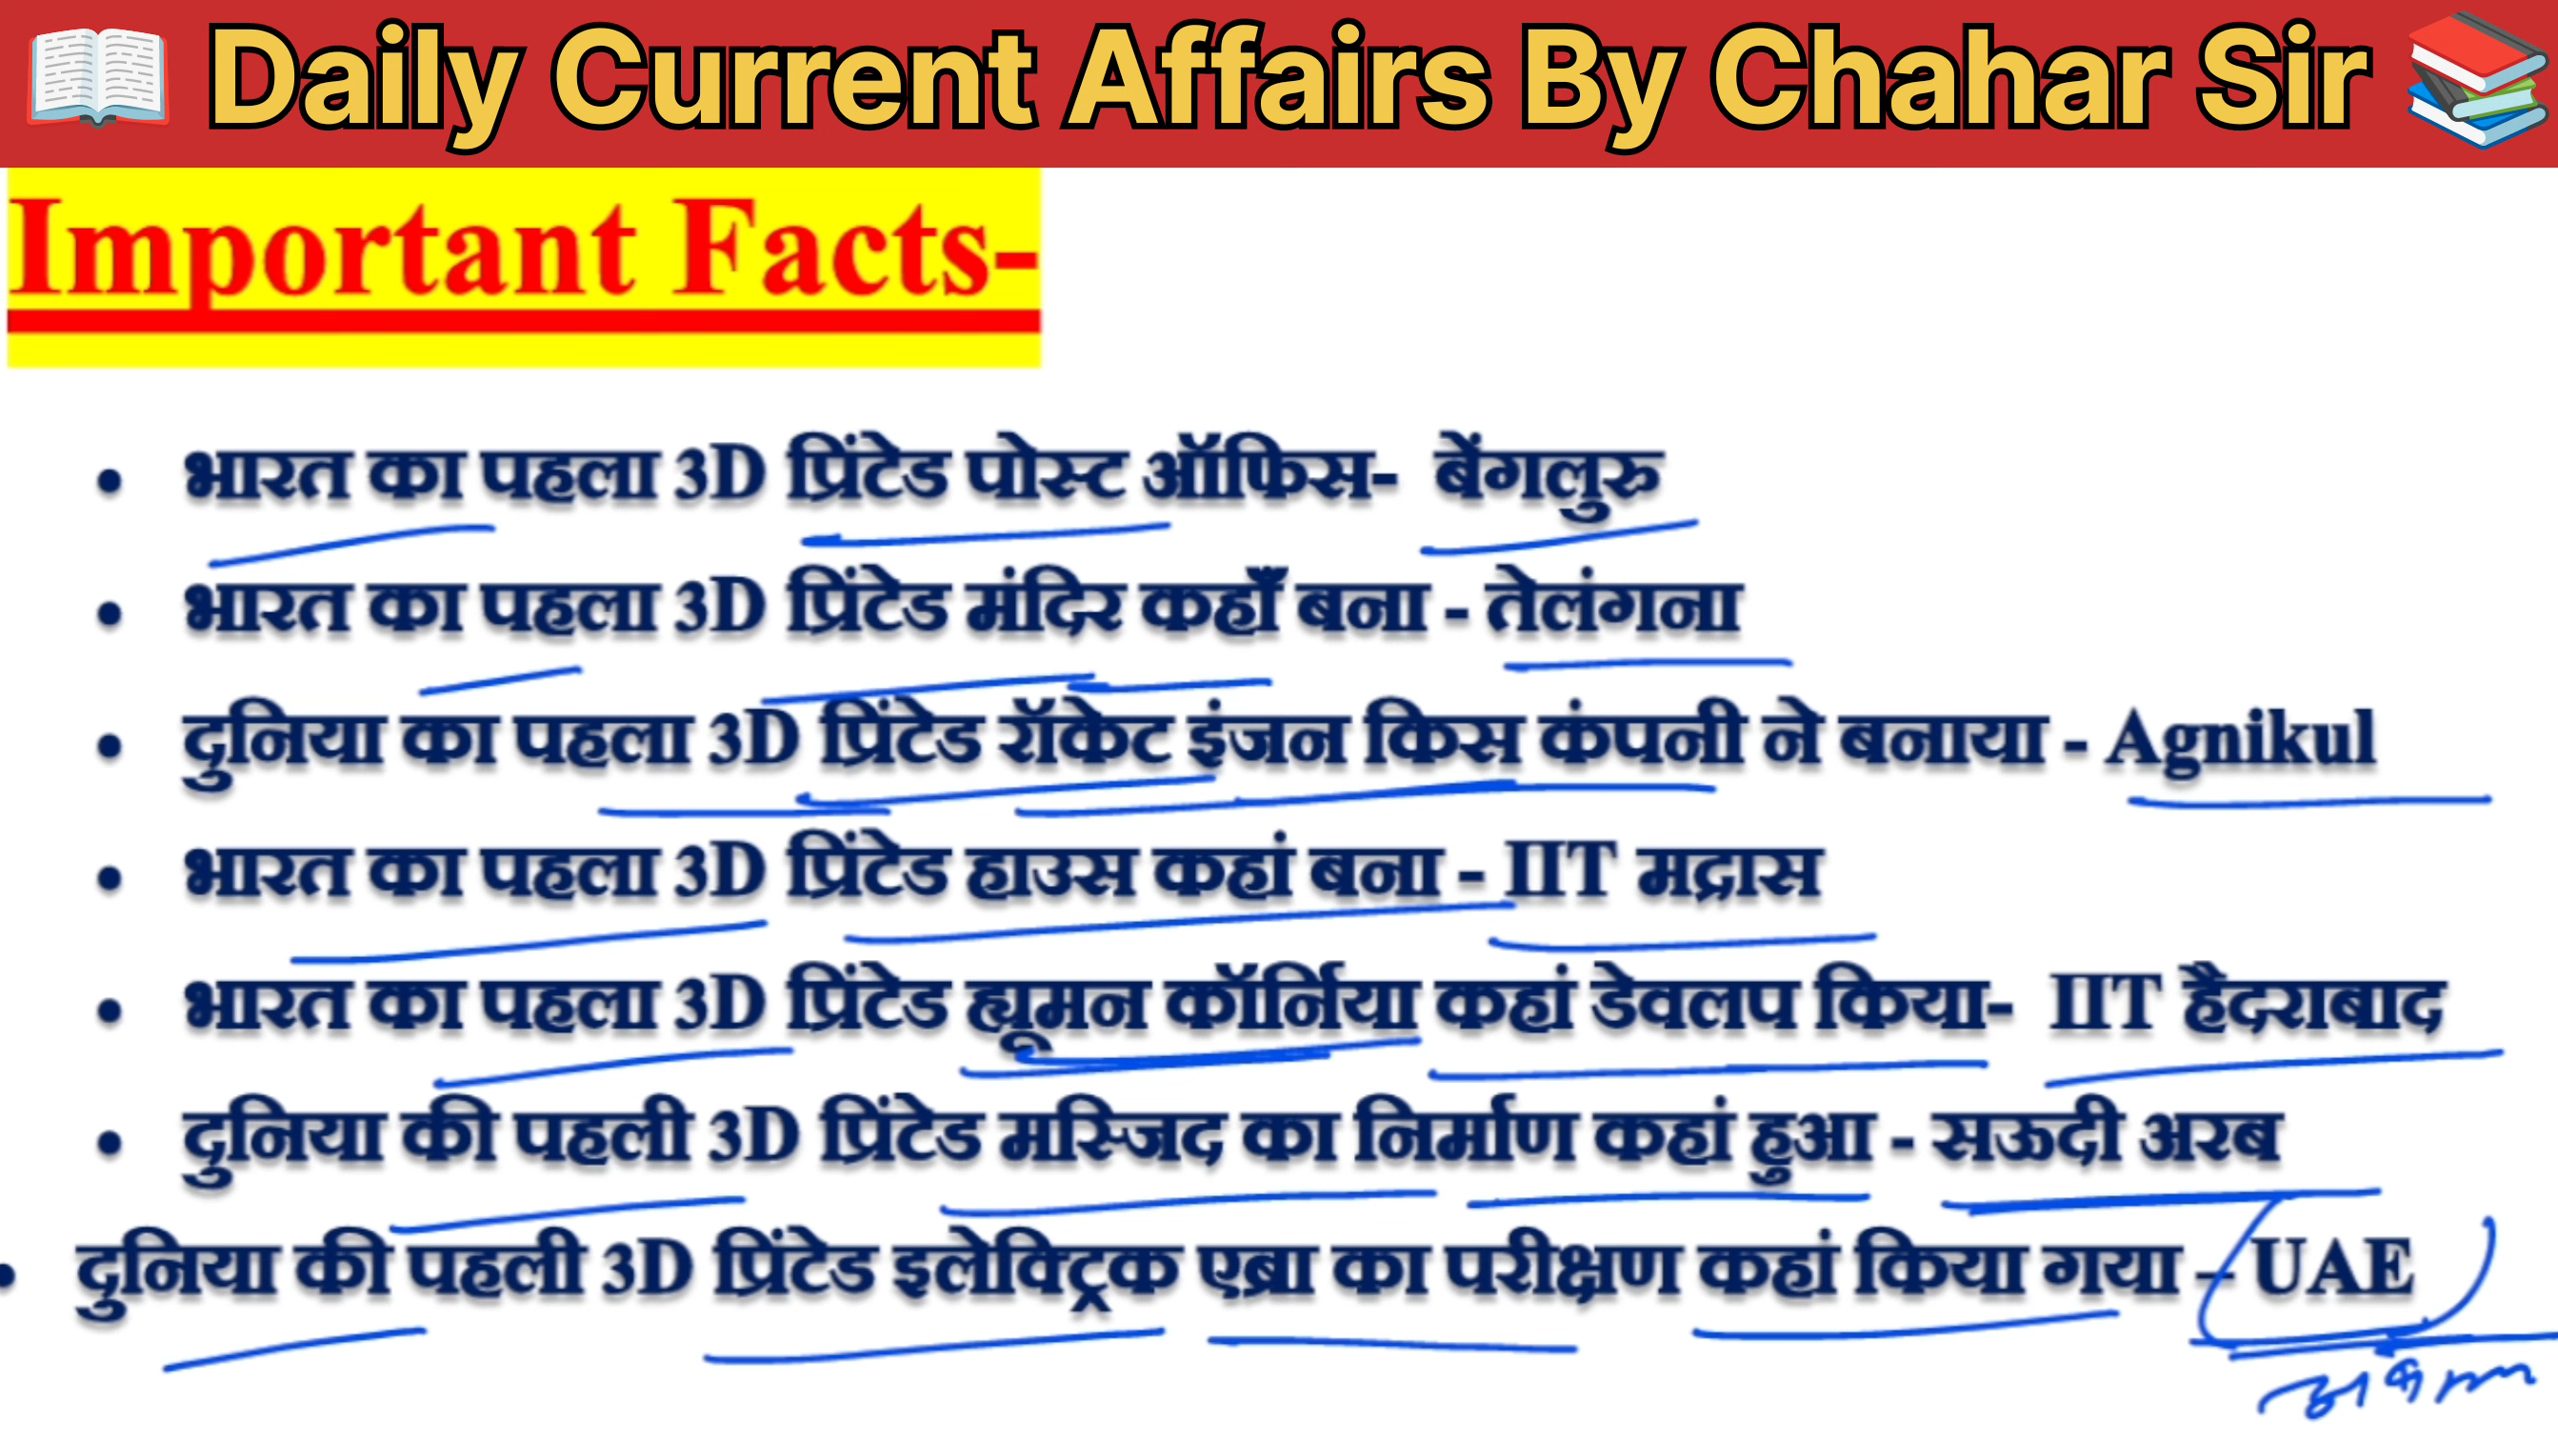 📖 Daily Current Affairs By Chahar Sir 📚
Important Facts-
• भारत का पहला 3D प्रिंटेड पोस्ट ऑफिस- बेंगलुरु
• भारत का पहला 3D प्रिंटेड मंदिर कहाँ बना - तेलंगना
• दुनिया का पहला 3D प्रिंटेड रॉकेट इंजन किस कंपनी ने बनाया - Agnikul
• भारत का पहला 3D प्रिंटेड हाउस कहां बना - IIT मद्रास
• भारत का पहला 3D प्रिंटेड ह्यूमन कॉर्निया कहां डेवलप किया- IIT हैदराबाद
• दुनिया की पहली 3D प्रिंटेड मस्जिद का निर्माण कहां हुआ - सऊदी अरब
• दुनिया की पहली 3D प्रिंटेड इलेक्ट्रिक एब्रा का परीक्षण कहां किया गया – UAE